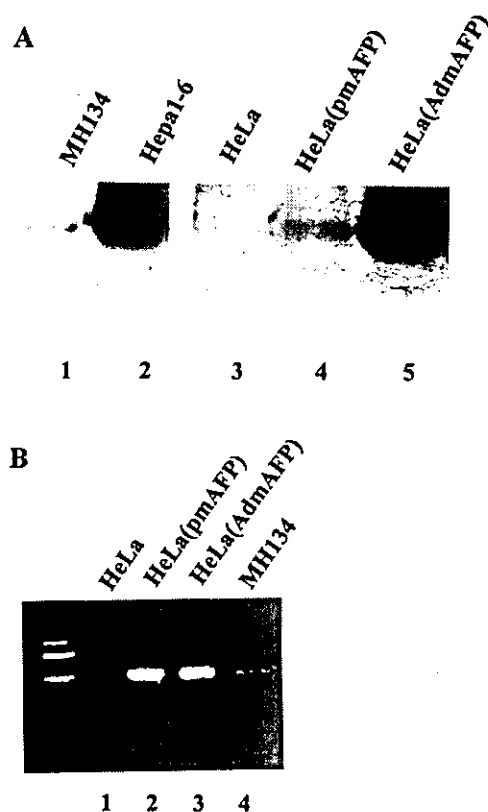 A
MH134
Hepa1-6
HeLa
HeLa(pmAFP)
HeLa(AdmAFP)
1 2 3 4 5
B
HeLa
HeLa(pmAFP)
HeLa(AdmAFP)
MH134
1 2 3 4